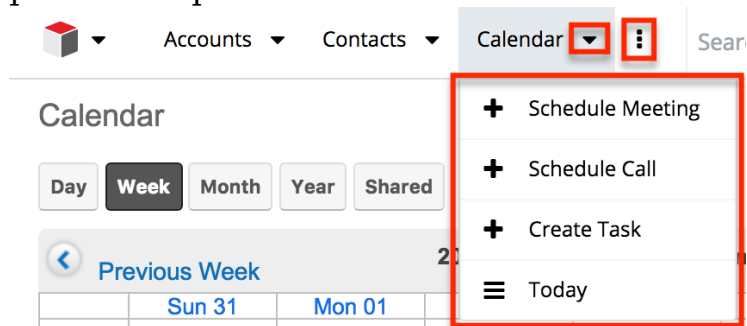 Accounts Contacts Calendar
Calendar
Schedule Meeting
Day Week Month Year Shared
Schedule Call
Create Task
Previous Week
Today
Sun 31 Mon 01